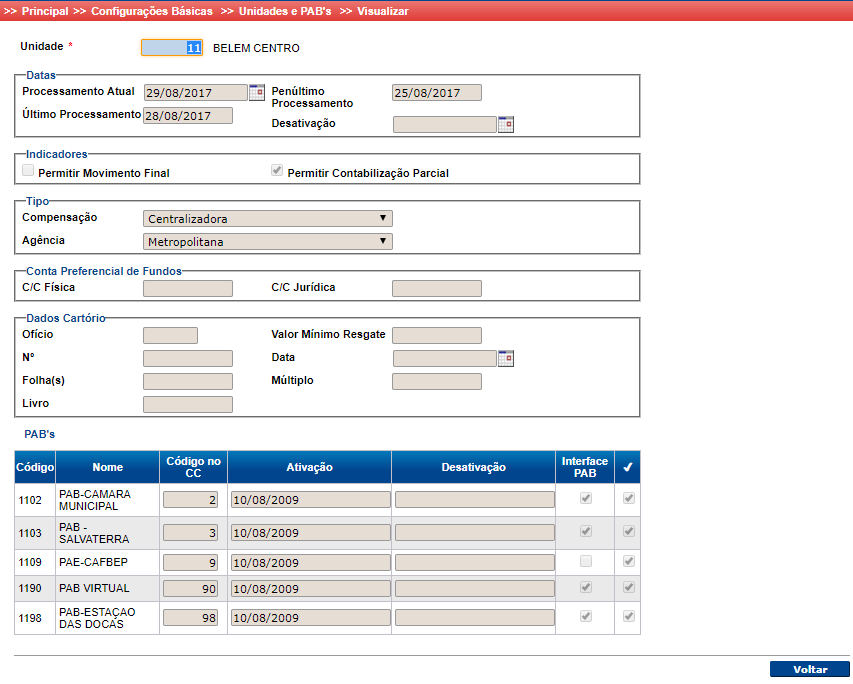 >> Principal >> Configurações Básicas >> Unidades e PAB's >> Visualizar
Unidade * 11 BELEM CENTRO
Datas
Processamento Atual 29/08/2017 Penúltimo Processamento 25/08/2017
Último Processamento 28/08/2017 Desativação
Indicadores
Permitir Movimento Final Permitir Contabilização Parcial
Tipo
Compensação Centralizadora
Agência Metropolitana
Conta Preferencial de Fundos
C/C Física C/C Jurídica
Dados Cartório
Ofício Valor Mínimo Resgate
Nº Data
Folha(s) Múltiplo
Livro
PAB's
Código Nome Código no CC Ativação Desativação Interface PAB
1102 PAB-CAMARA MUNICIPAL 2 10/08/2009
1103 PAB - SALVATERRA 3 10/08/2009
1109 PAE-CAFBEP 9 10/08/2009
1190 PAB VIRTUAL 90 10/08/2009
1198 PAB-ESTAÇAO DAS DOCAS 98 10/08/2009
Voltar